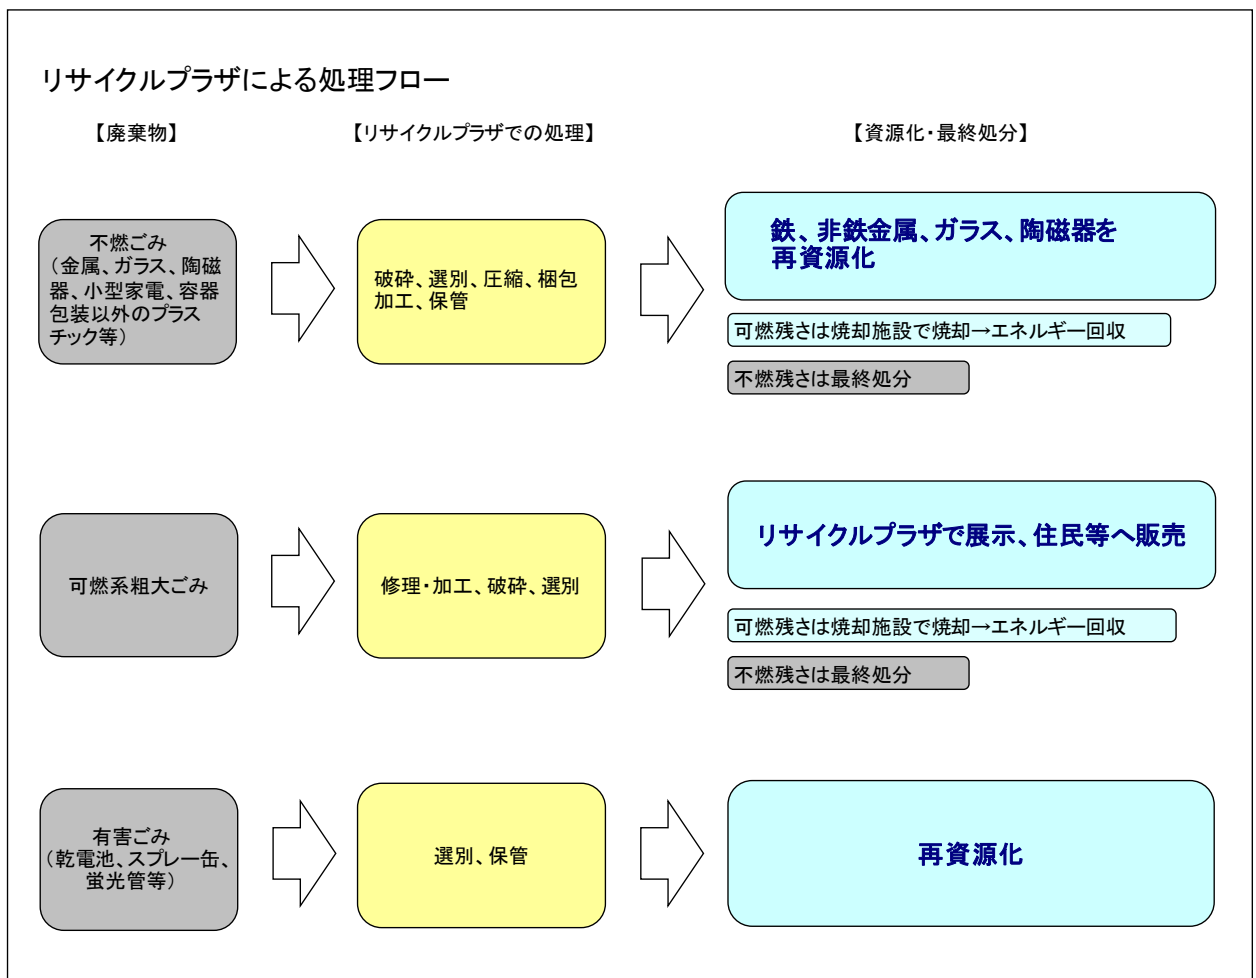 リサイクルプラザによる処理フロー
【廃棄物】
【リサイクルプラザでの処理】
【資源化・最終処分】
不燃ごみ
（金属、ガラス、陶磁
器、小型家電、容器
包装以外のプラス
チック等）
破砕、選別、圧縮、梱包
加工、保管
鉄、非鉄金属、ガラス、陶磁器を
再資源化
可燃残さは焼却施設で焼却→エネルギー回収
不燃残さは最終処分
可燃系粗大ごみ
修理・加工、破砕、選別
リサイクルプラザで展示、住民等へ販売
可燃残さは焼却施設で焼却→エネルギー回収
不燃残さは最終処分
有害ごみ
（乾電池、スプレー缶、
蛍光管等）
選別、保管
再資源化